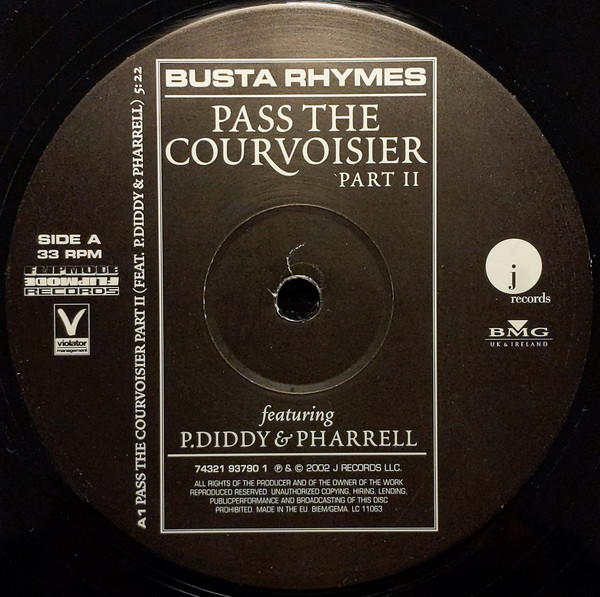 BUSTA RHYMES
PASS THE
COURVOISIER
PART II
A1 PASS THE COURVOISIER PART II (FEAT. P.DIDDY & PHARRELL) 5:22
SIDE A
33 RPM
FLIPMODE
FLIPMODE
RECORDS
V
violator
management
j
records
BMG
UK & IRELAND
featuring
P.DIDDY & PHARRELL
74321 93790 1 ℗ & © 2002 J RECORDS LLC.
ALL RIGHTS OF THE PRODUCER AND OF THE OWNER OF THE WORK
REPRODUCED RESERVED. UNAUTHORIZED COPYING, HIRING, LENDING,
PUBLICPERFORMANCE AND BROADCASTING OF THIS DISC
PROHIBITED. MADE IN THE EU. BIEM/GEMA. LC 11063